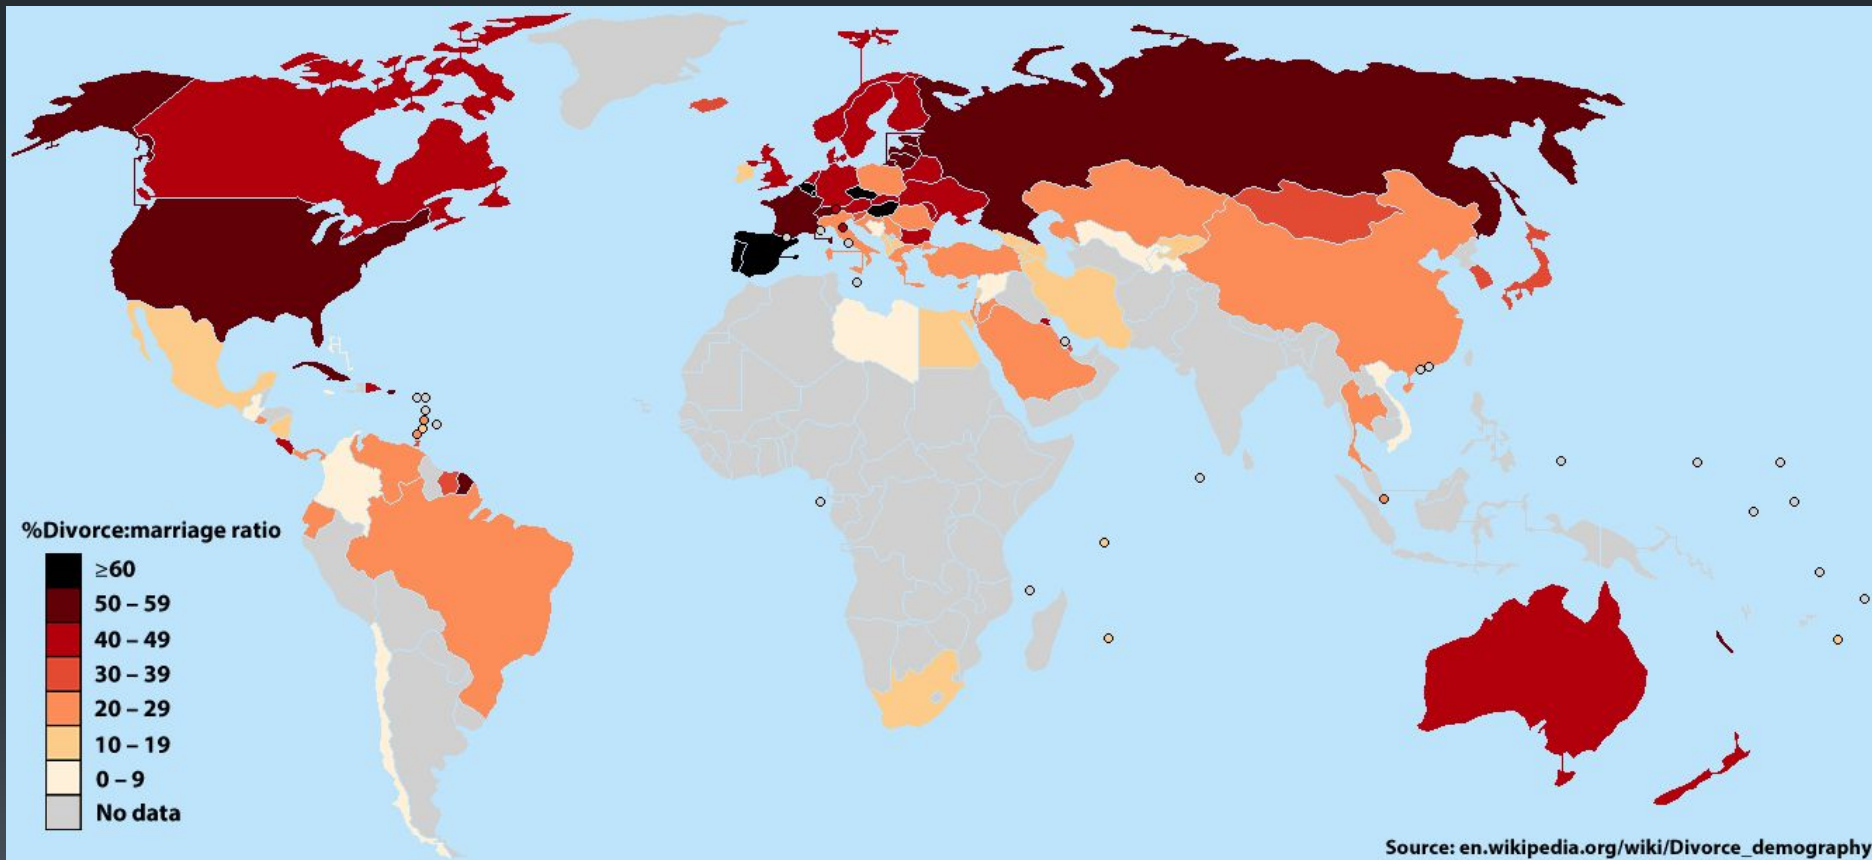 %Divorce:marriage ratio
≥60
50 – 59
40 – 49
30 – 39
20 – 29
10 – 19
0 – 9
No data
Source: en.wikipedia.org/wiki/Divorce_demography